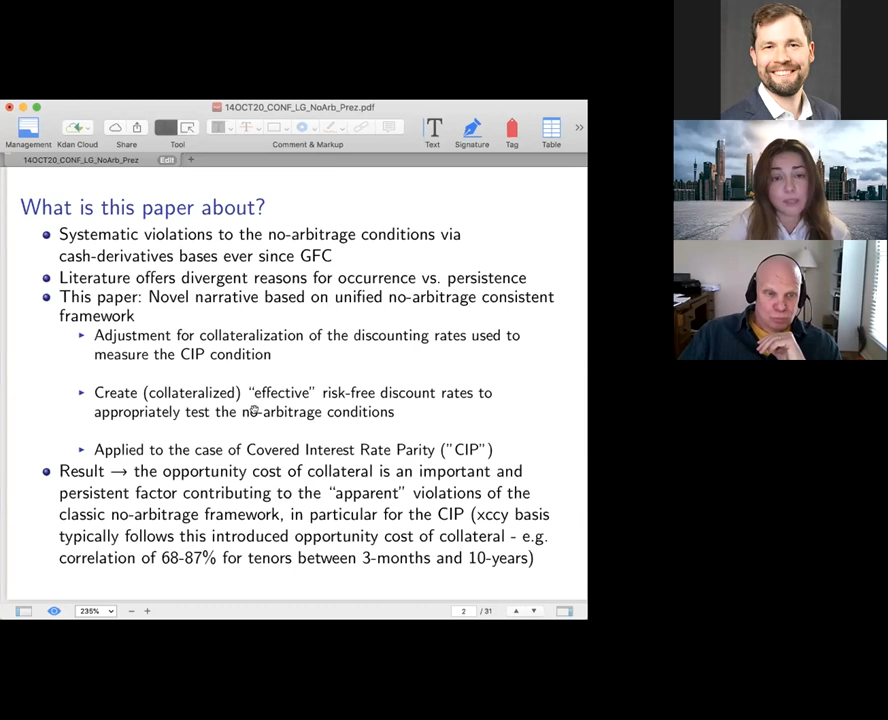 14OCT20_CONF_LG_NoArb_Prez.pdf
Management
Kdan Cloud
Share
Tool
Comment & Markup
Text
Signature
Tag
Table
14OCT20_CONF_LG_NoArb_Prez
Edit
What is this paper about?
Systematic violations to the no-arbitrage conditions via
cash-derivatives bases ever since GFC
Literature offers divergent reasons for occurrence vs. persistence
This paper: Novel narrative based on unified no-arbitrage consistent
framework
Adjustment for collateralization of the discounting rates used to
measure the CIP condition
Create (collateralized) “effective” risk-free discount rates to
appropriately test the no-arbitrage conditions
Applied to the case of Covered Interest Rate Parity ("CIP")
Result → the opportunity cost of collateral is an important and
persistent factor contributing to the “apparent” violations of the
classic no-arbitrage framework, in particular for the CIP (xccy basis
typically follows this introduced opportunity cost of collateral - e.g.
correlation of 68-87% for tenors between 3-months and 10-years)
235%
2 / 31